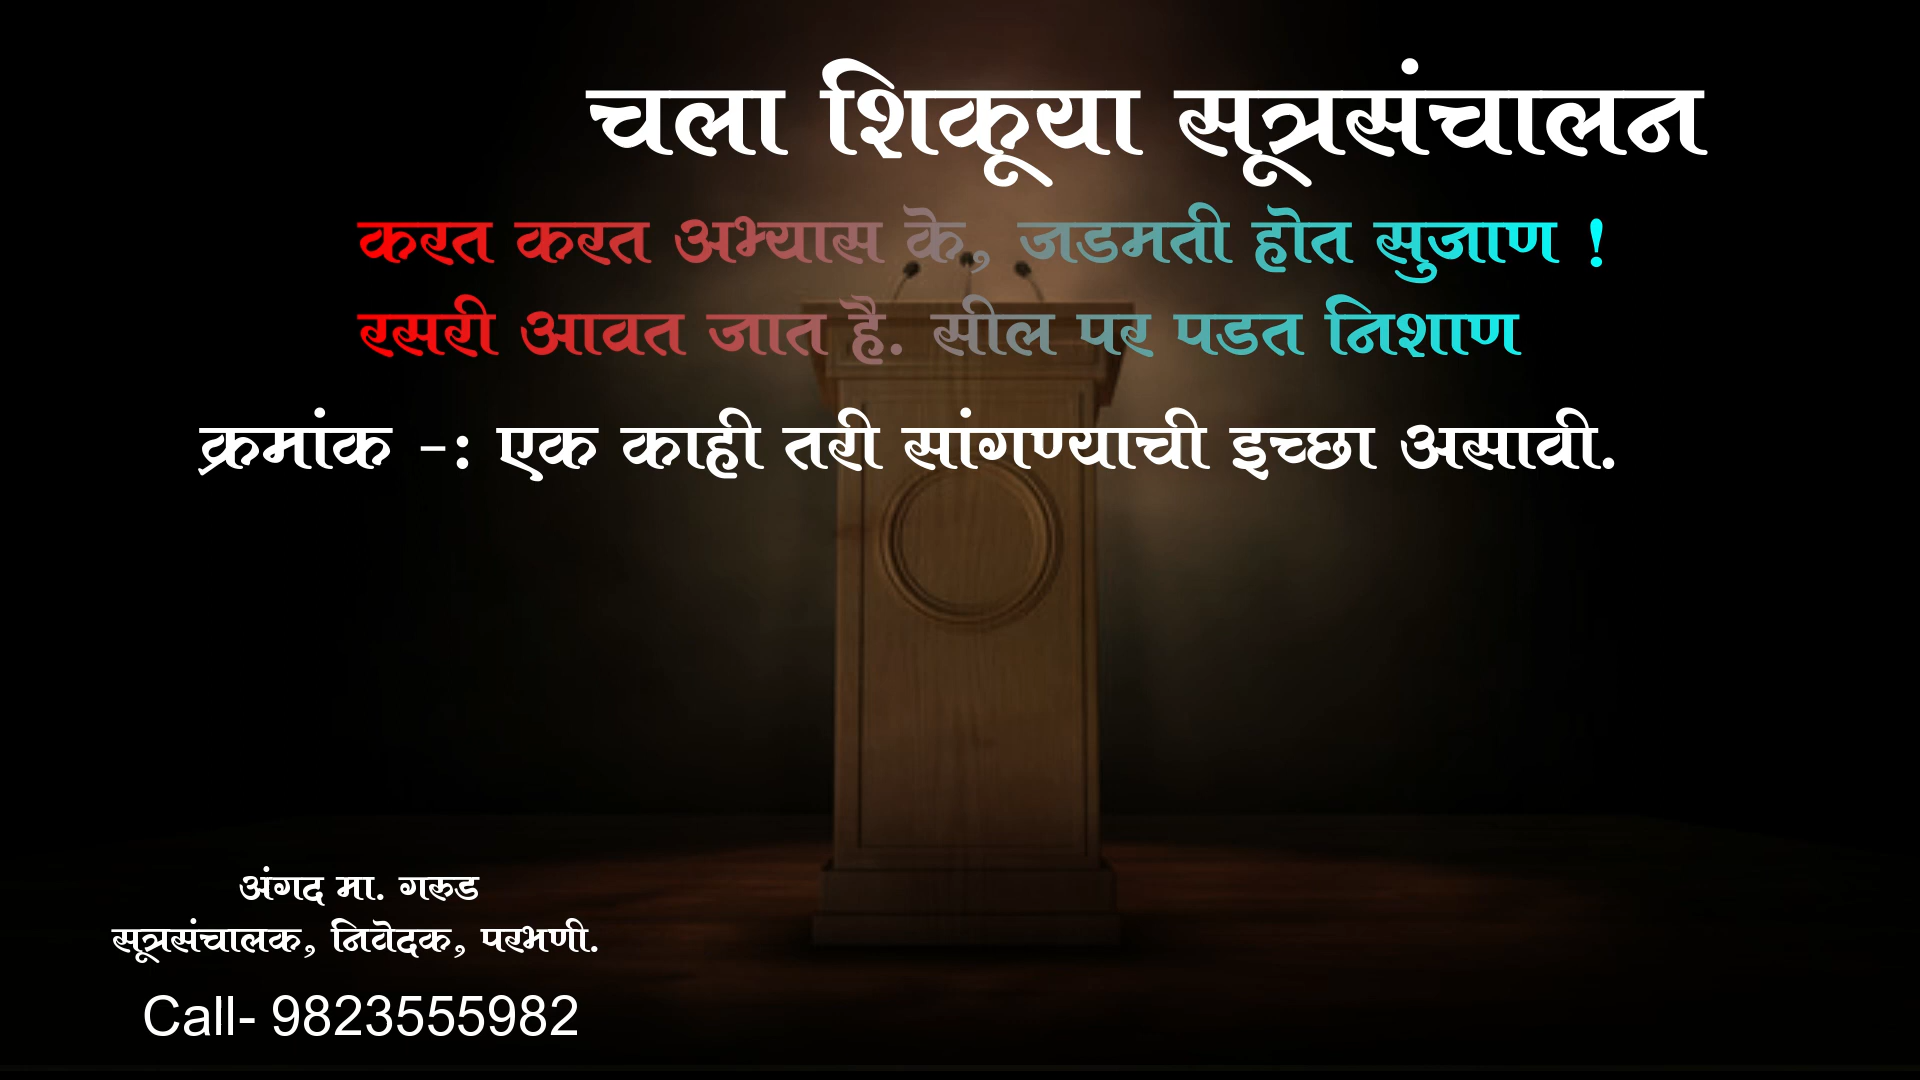 चला शिकूया सूत्रसंचालन
करत करत अभ्यास के, जडमती होत सुजाण !
रसरी आवत जात है. सील पर पडत निशाण
क्रमांक -: एक काही तरी सांगण्याची इच्छा असावी.
अंगद मा. गरुड
सूत्रसंचालक, निवेदक, परभणी.
Call- 9823555982